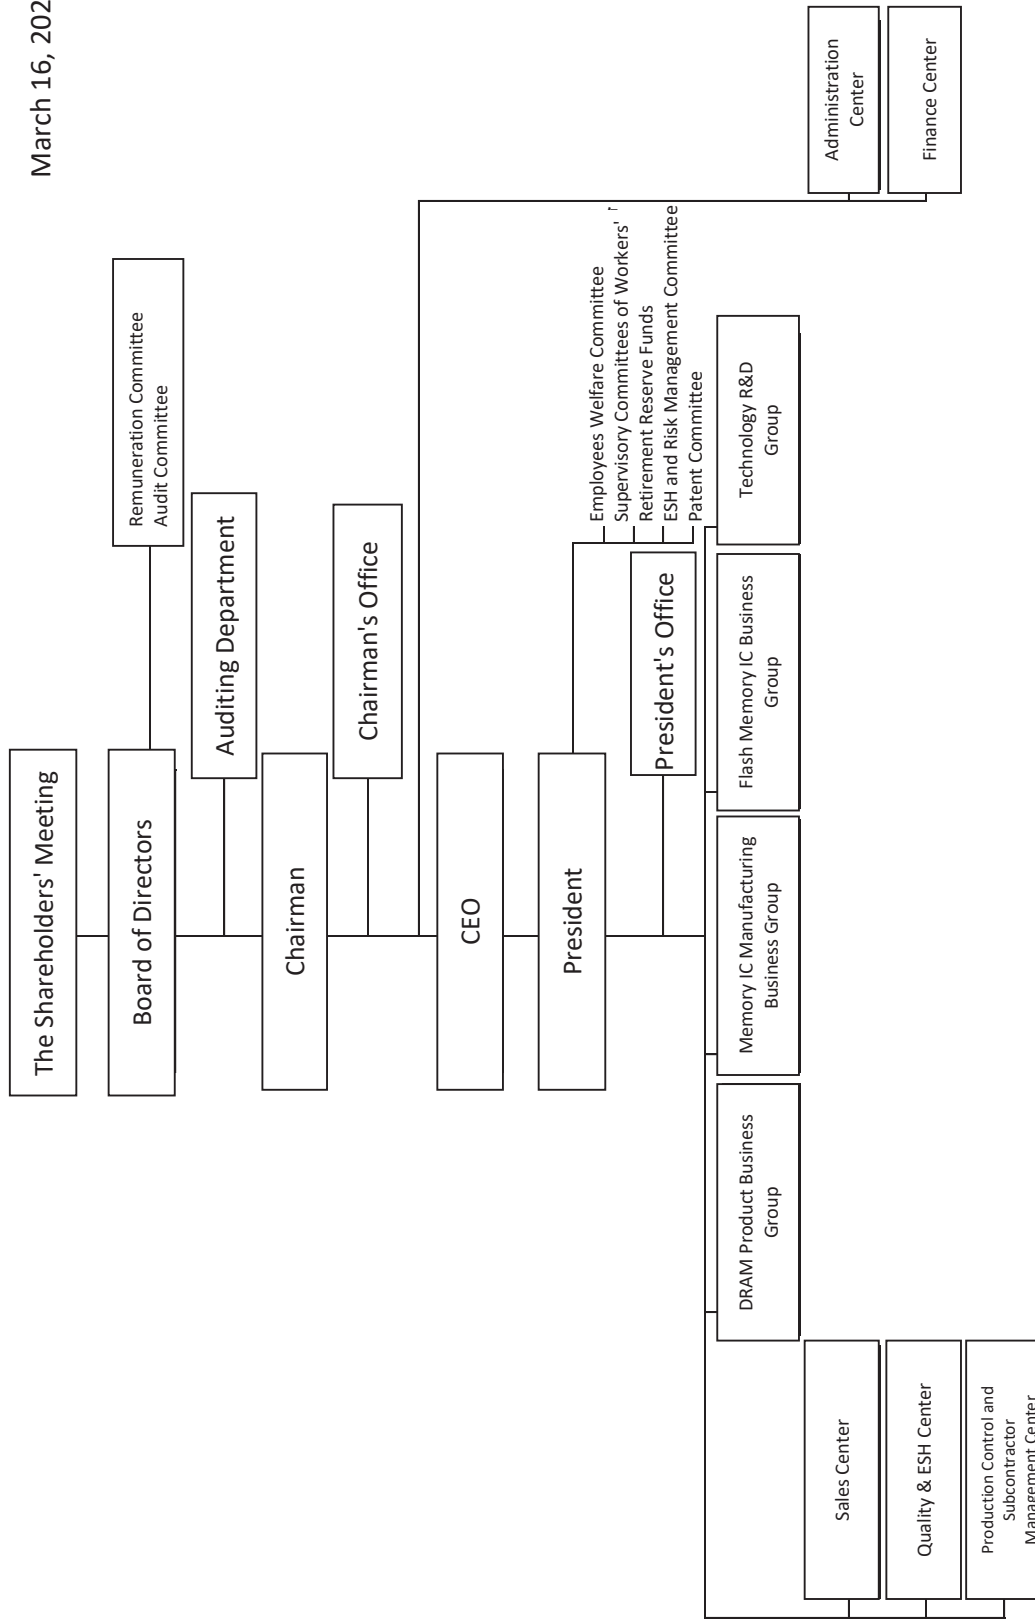 March 16, 202
The Shareholders' Meeting
Board of Directors
Remuneration Committee
Audit Committee
Auditing Department
Chairman
Chairman's Office
CEO
President
Employees Welfare Committee
Supervisory Committees of Workers'
Retirement Reserve Funds
ESH and Risk Management Committee
Patent Committee
President's Office
DRAM Product Business
Group
Memory IC Manufacturing
Business Group
Flash Memory IC Business
Group
Technology R&D
Group
Sales Center
Quality & ESH Center
Production Control and
Subcontractor
Management Center
Administration
Center
Finance Center